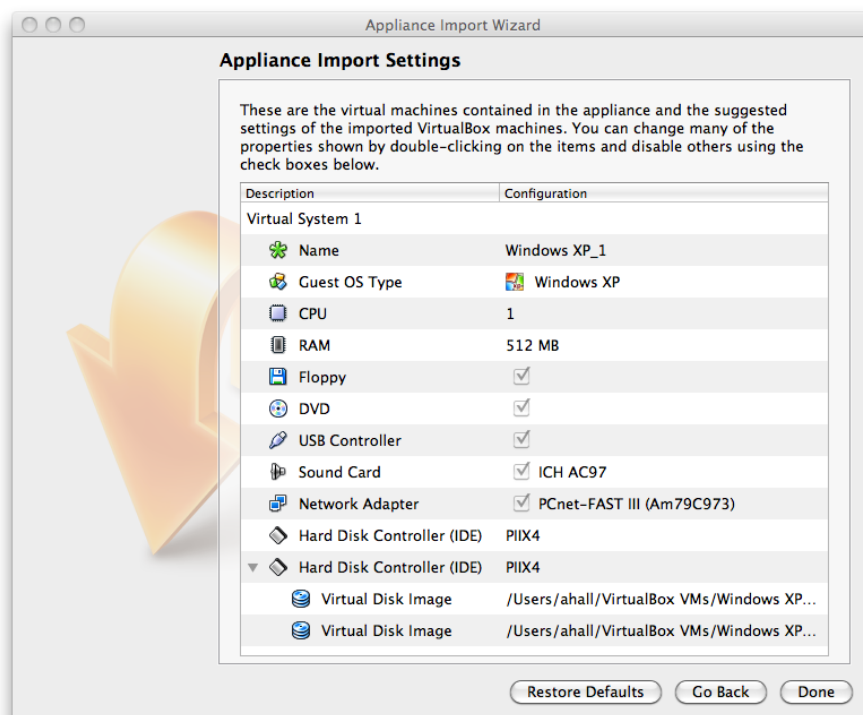 Appliance Import Wizard
Appliance Import Settings
These are the virtual machines contained in the appliance and the suggested
settings of the imported VirtualBox machines. You can change many of the
properties shown by double-clicking on the items and disable others using the
check boxes below.
Description Configuration
Virtual System 1
Name Windows XP_1
Guest OS Type Windows XP
CPU 1
RAM 512 MB
Floppy
DVD
USB Controller
Sound Card ICH AC97
Network Adapter PCnet-FAST III (Am79C973)
Hard Disk Controller (IDE) PIIX4
Hard Disk Controller (IDE) PIIX4
Virtual Disk Image /Users/ahall/VirtualBox VMs/Windows XP...
Virtual Disk Image /Users/ahall/VirtualBox VMs/Windows XP...
Restore Defaults Go Back Done